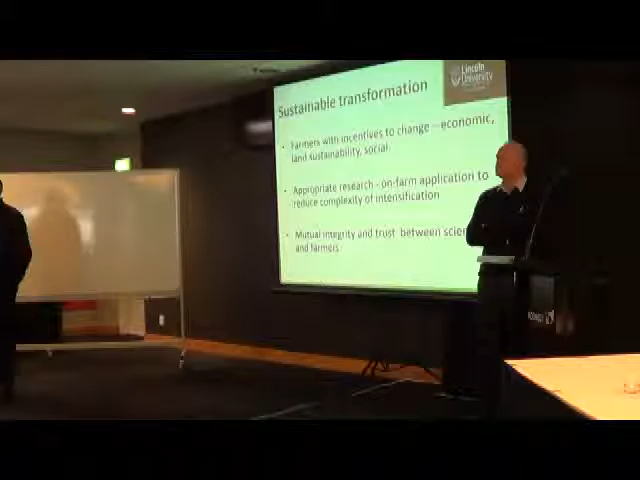 Sustainable transformation
Lincoln
University
• Farmers with incentives to change – economic,
land sustainability, social
• Appropriate research - on-farm application to
reduce complexity of intensification
• Mutual integrity and trust between scien
and farmers